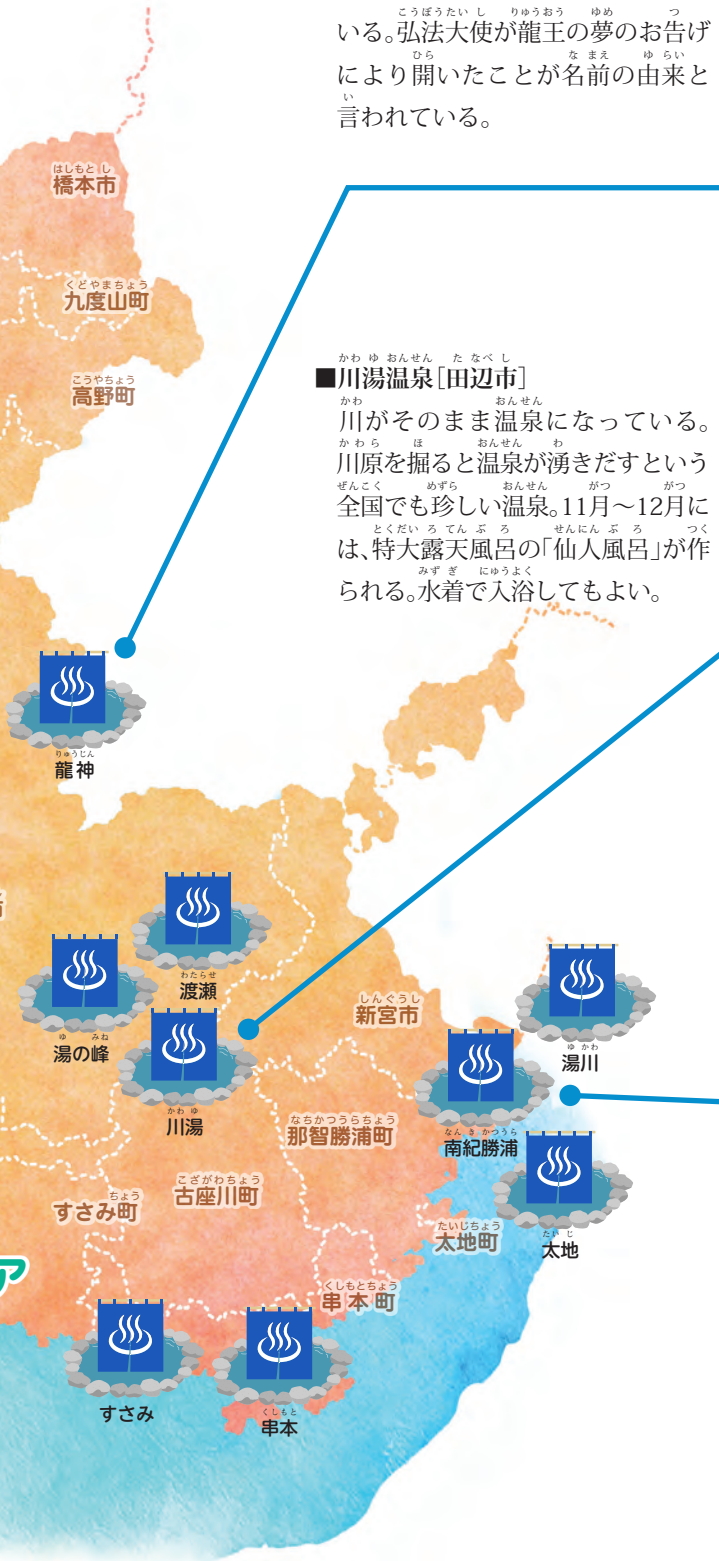 いる。弘法大使が龍王の夢のお告げ
により開いたことが名前の由来と
言われている。
橋本市
九度山町
高野町
■川湯温泉［田辺市］
川がそのまま温泉になっている。
川原を掘ると温泉が湧きだすという
全国でも珍しい温泉。11月～12月に
は、特大露天風呂の「仙人風呂」が作
られる。水着で入浴してもよい。
龍神
渡瀬
湯の峰
川湯
新宮市
湯川
那智勝浦町
南紀勝浦
古座川町
すさみ町
太地町
太地
串本町
ア
すさみ
串本